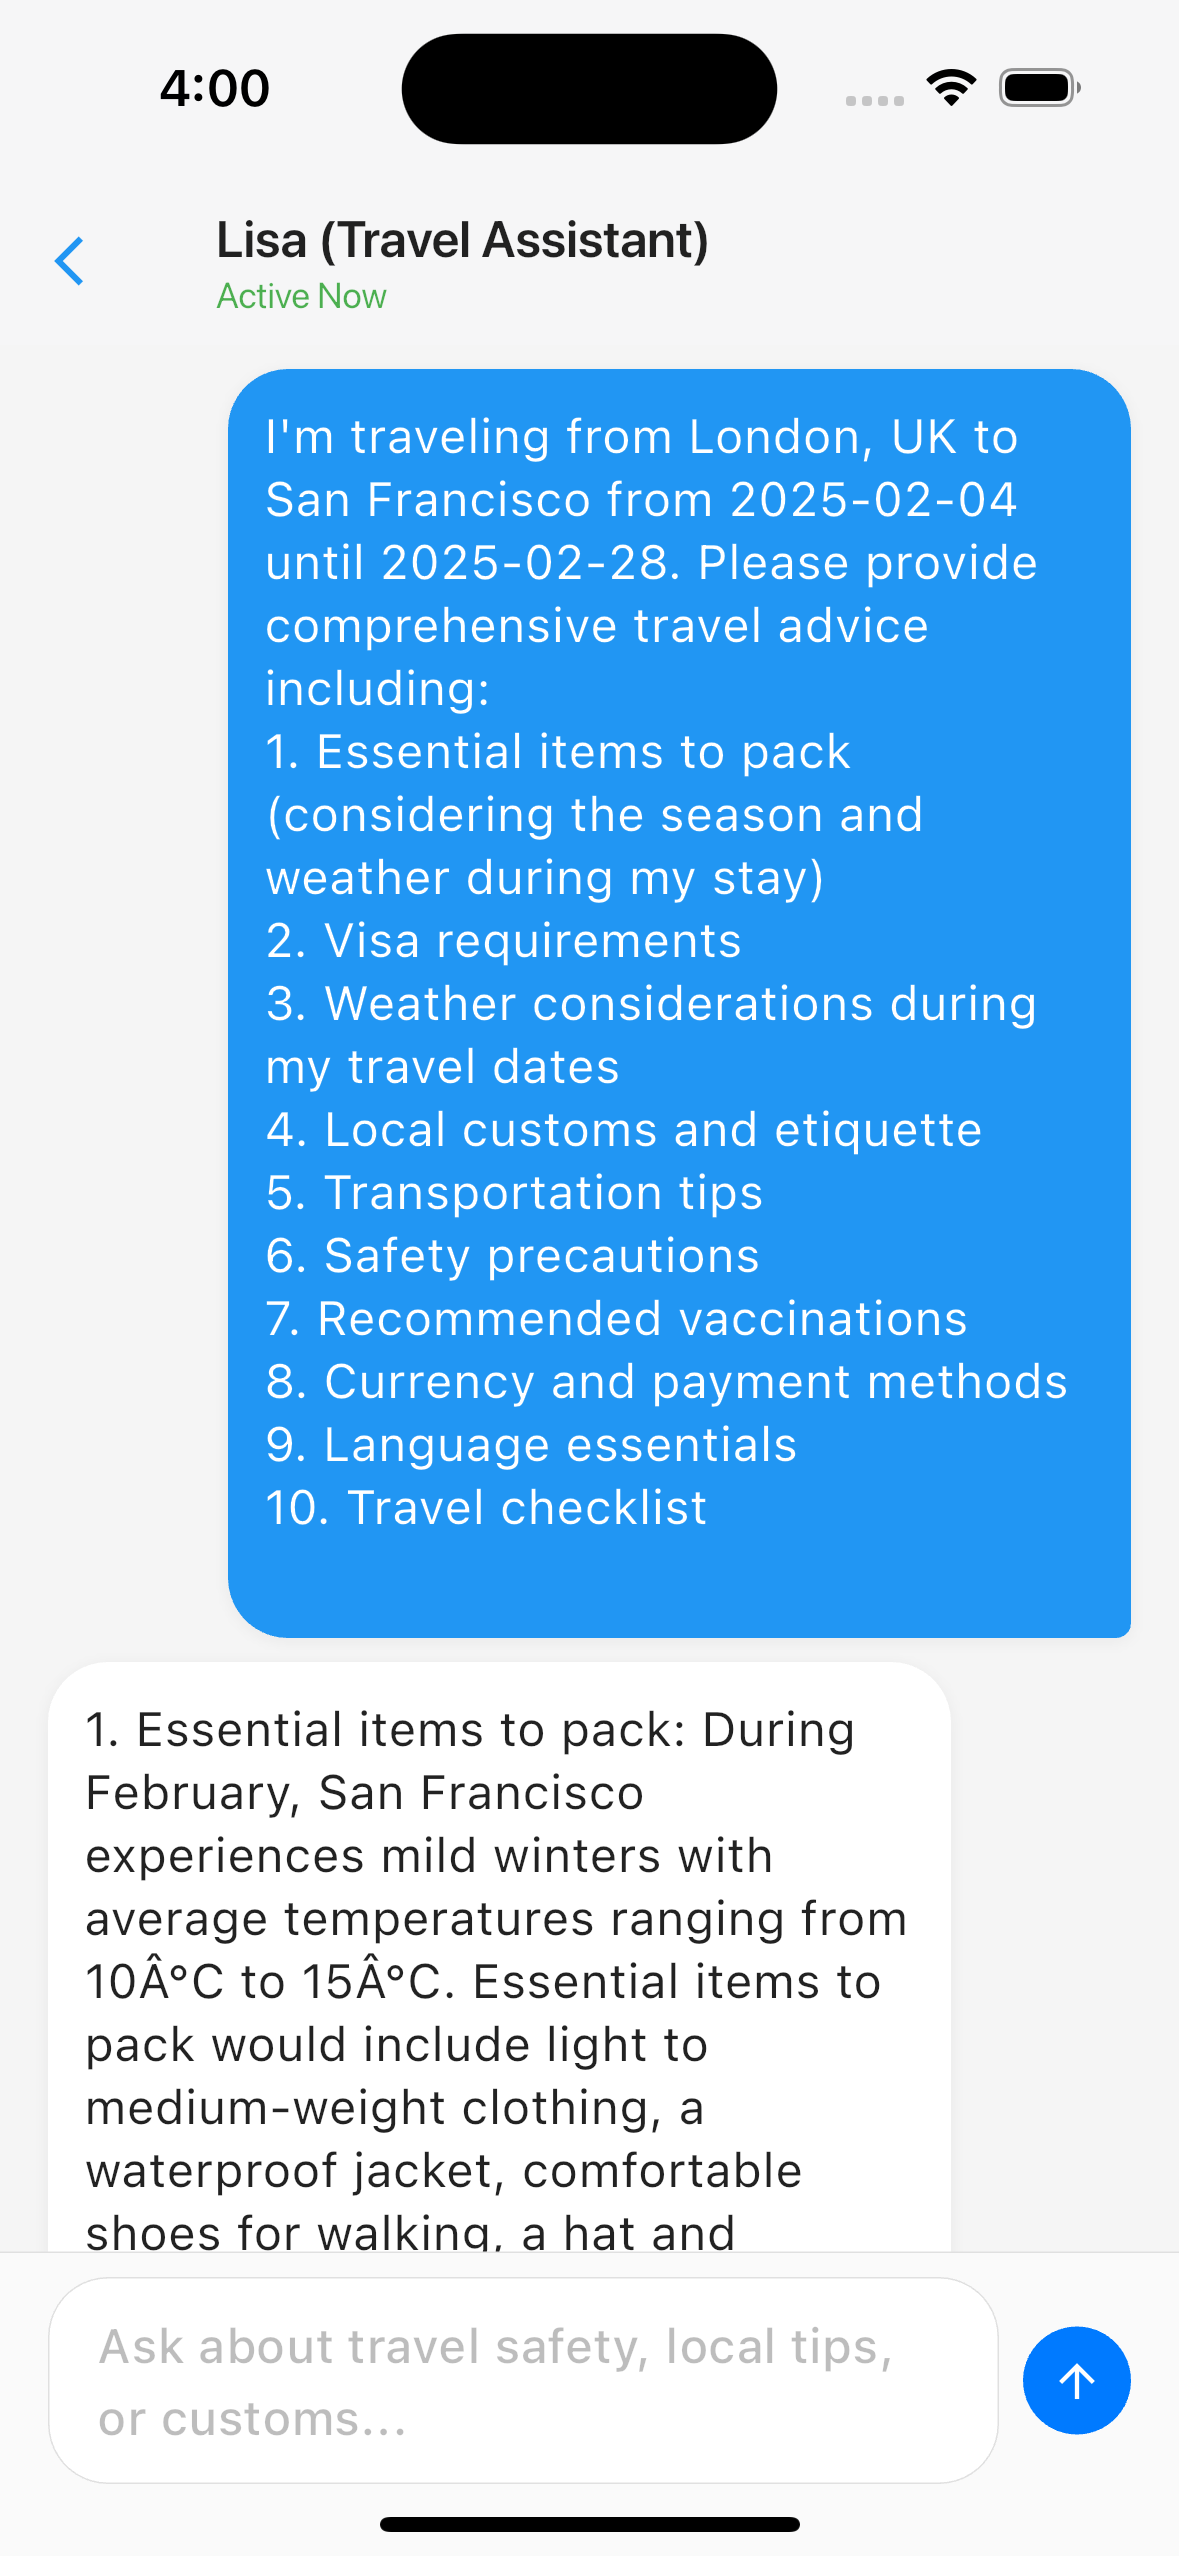 4:00
Lisa (Travel Assistant)
Active Now
I'm traveling from London, UK to
San Francisco from 2025-02-04
until 2025-02-28. Please provide
comprehensive travel advice
including:
1. Essential items to pack
(considering the season and
weather during my stay)
2. Visa requirements
3. Weather considerations during
my travel dates
4. Local customs and etiquette
5. Transportation tips
6. Safety precautions
7. Recommended vaccinations
8. Currency and payment methods
9. Language essentials
10. Travel checklist
1. Essential items to pack: During
February, San Francisco
experiences mild winters with
average temperatures ranging from
10Â°C to 15Â°C. Essential items to
pack would include light to
medium-weight clothing, a
waterproof jacket, comfortable
shoes for walking, a hat and
Ask about travel safety, local tips,
or customs...